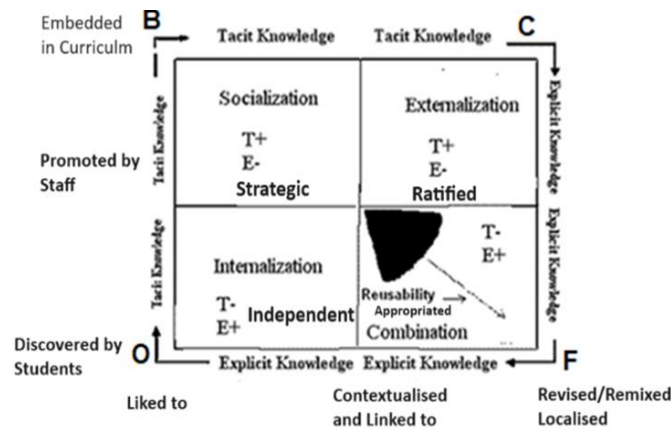 Embedded
in Curriculm
B
Tacit Knowledge
Tacit Knowledge
C
Tacit Knowledge
Socialization
T+
E-
Strategic
Externalization
T+
E-
Ratified
Explicit Knowledge
Promoted by
Staff
Tacit Knowledge
Internalization
T-
E+
Independent
T-
E+
Reusability
Appropriated
Combination
Explicit Knowledge
Discovered by
Students
O
Explicit Knowledge
Explicit Knowledge
F
Liked to
Contextualised
and Linked to
Revised/Remixed
Localised